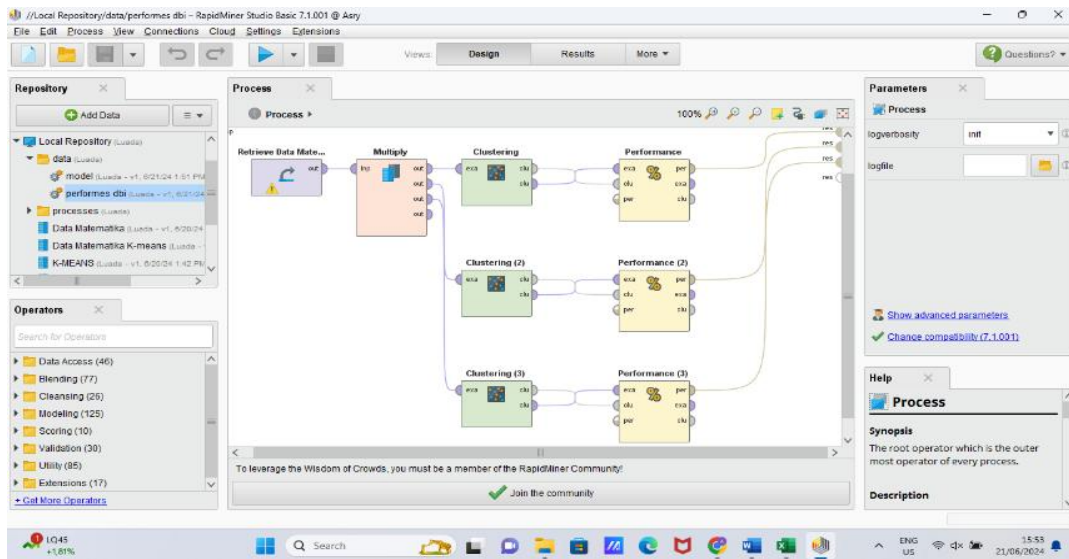 //Local Repository/data/performes dbi – RapidMiner Studio Basic 7.1.001 @ Asry
File Edit Process View Connections Cloud Settings Extensions
Views: Design Results More
Questions?
Repository
Add Data
Local Repository (Luada)
data (Luada)
model (Luada - v1, 6/21/24 1:51 PM
performes dbi (Luada - v1, 6/21/24
processes (Luada)
Data Matematika (Luada - v1, 6/20/24
Data Matematika K-means (Luada -
K-MEANS (Luada - v1, 6/20/24 1:42 PM
Operators
Search for Operators
Data Access (46)
Blending (77)
Cleansing (26)
Modeling (125)
Scoring (10)
Validation (30)
Utility (85)
Extensions (17)
+ Get More Operators
Process
Process
100%
Retrieve Data Mate...
out
Multiply
inp out
out
out
out
Clustering
exa clu
clu
Performance
exa per
clu exa
per clu
Clustering (2)
exa clu
clu
Performance (2)
exa per
clu exa
per clu
Clustering (3)
exa clu
clu
Performance (3)
exa per
clu exa
per clu
res
res
res
res
To leverage the Wisdom of Crowds, you must be a member of the RapidMiner Community!
Join the community
Parameters
Process
logverbosity init
logfile
Show advanced parameters
Change compatibility (7.1.001)
Help
Process
Synopsis
The root operator which is the outer
most operator of every process.
Description
LQ45
+1,81%
Search
ENG
US
15:53
21/06/2024